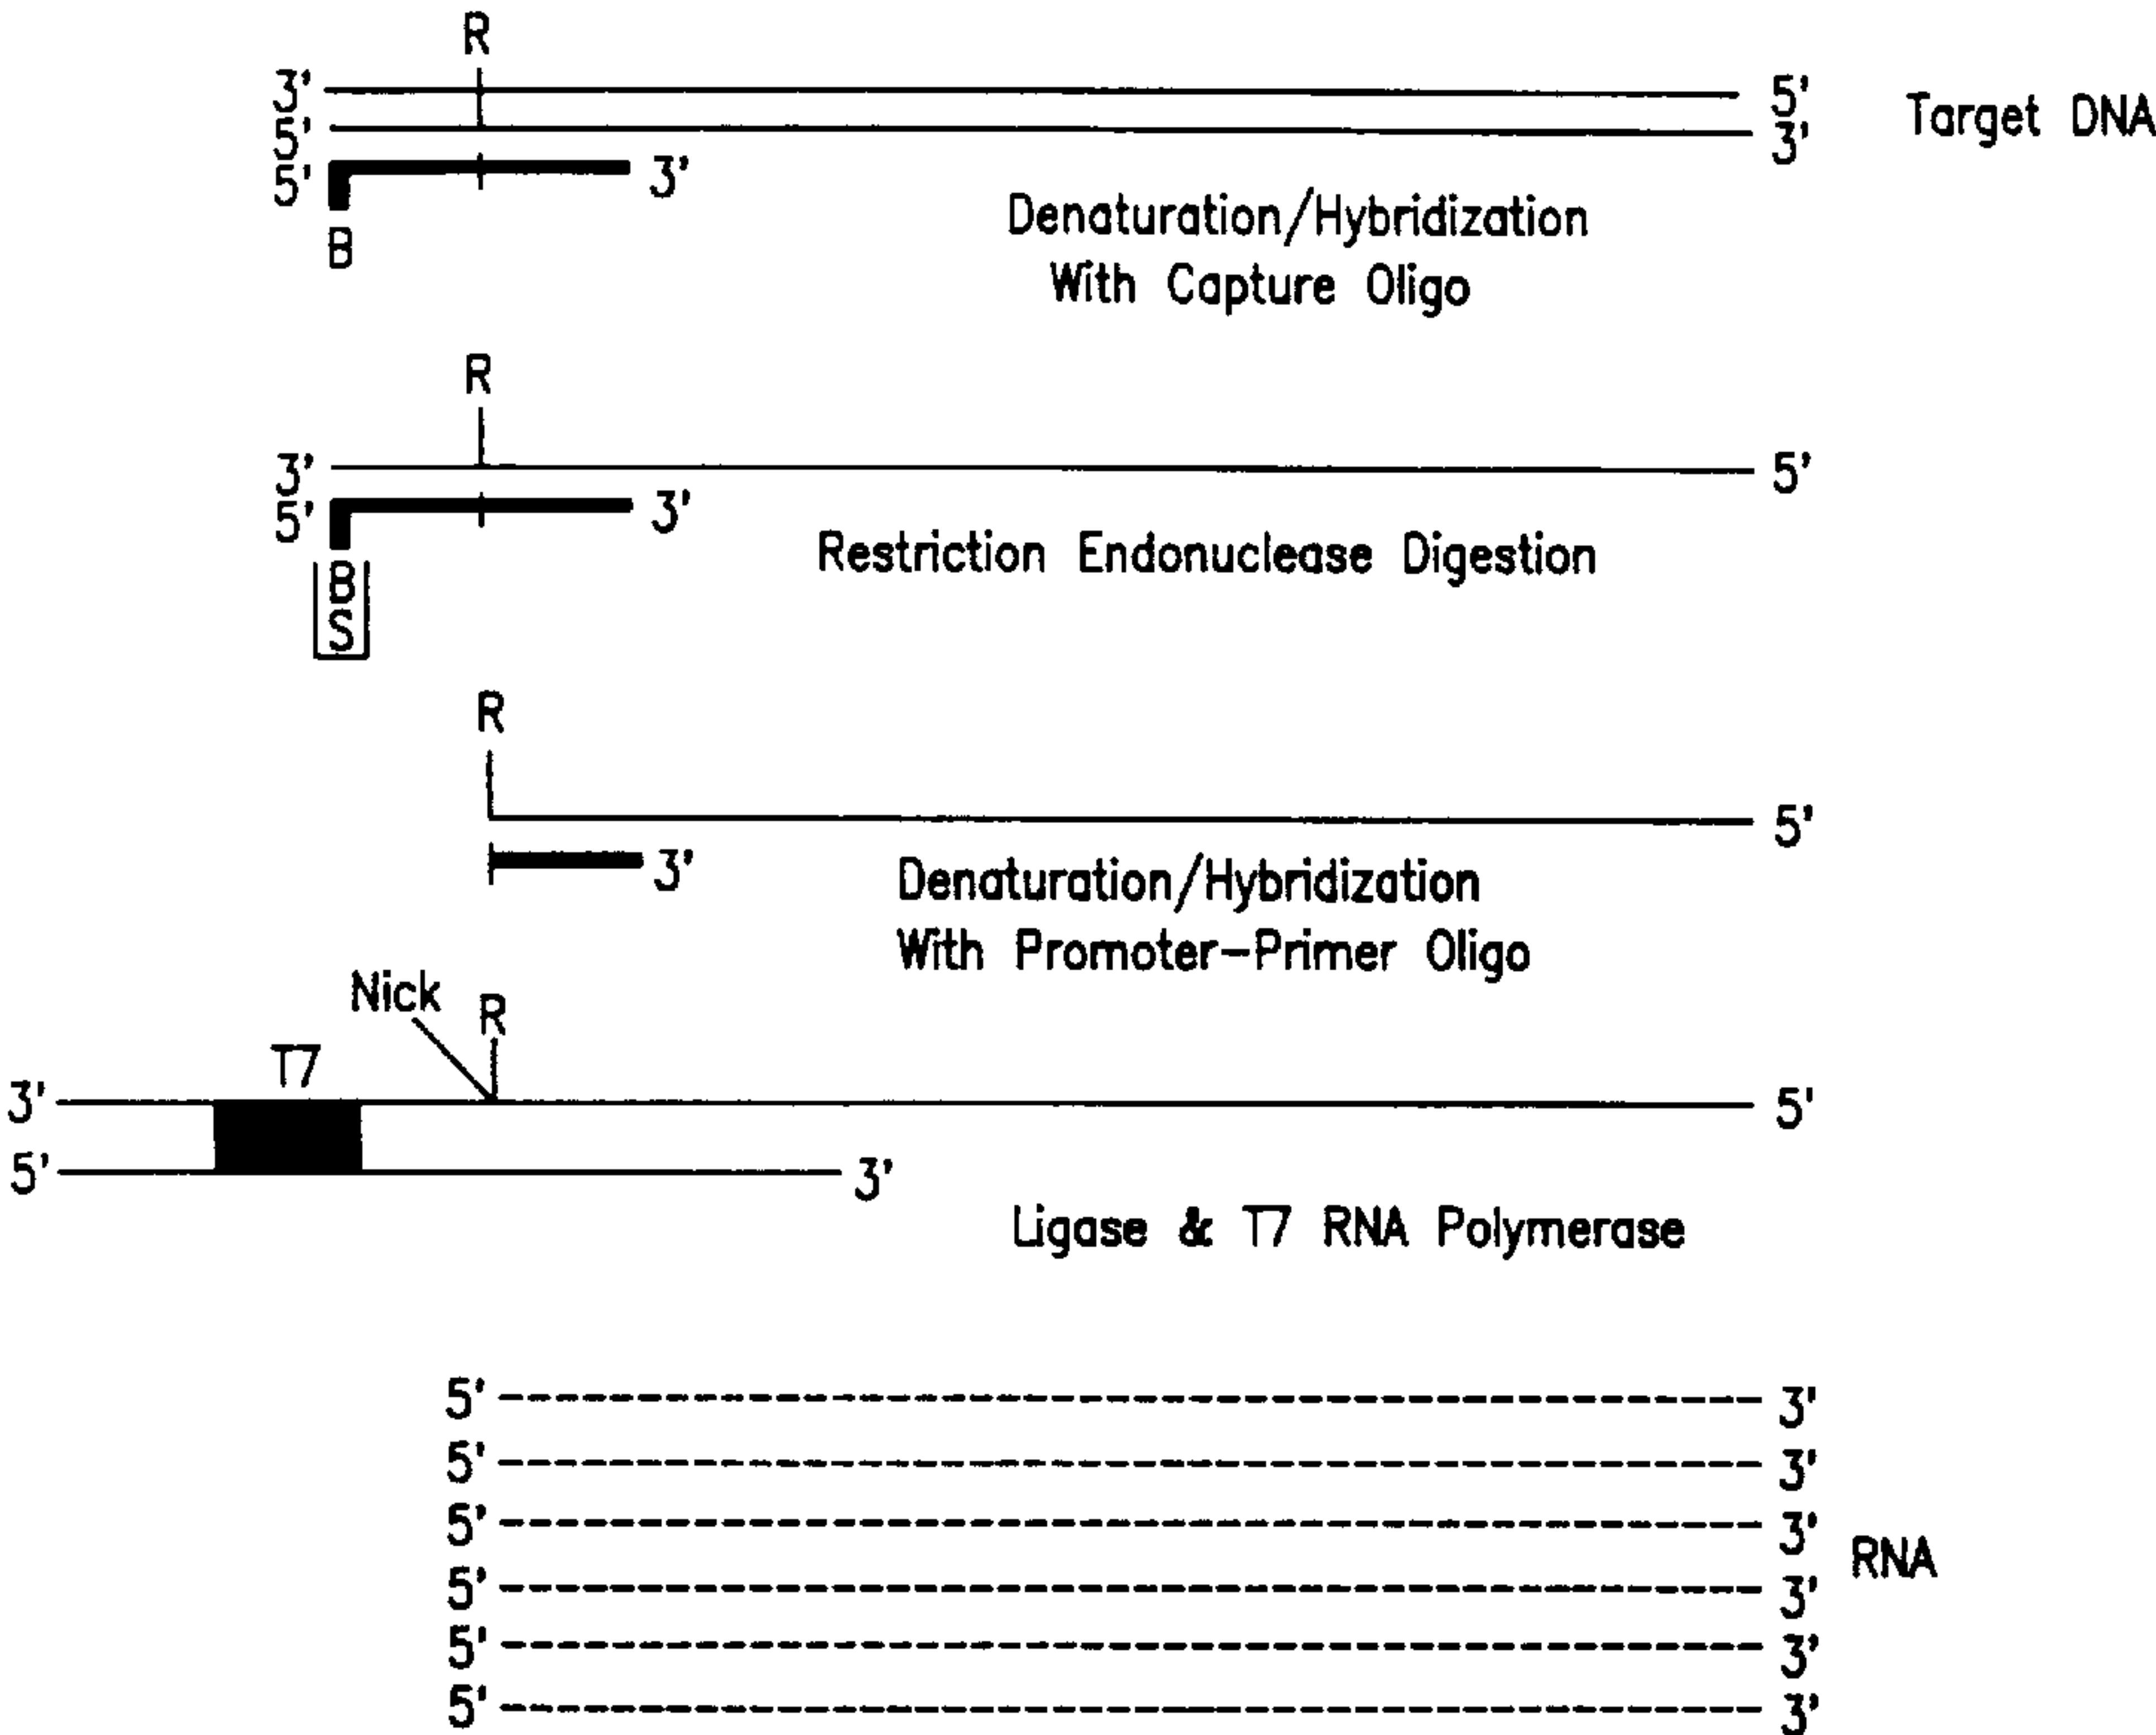 R
3' 5' Target DNA
5' 3'
5' 3'
B
Denaturation/Hybridization
With Capture Oligo
R
3' 5'
5' 3'
B
S
Restriction Endonuclease Digestion
R
5'
3'
Denaturation/Hybridization
With Promoter-Primer Oligo
Nick R
T7
3' 5'
5' 3'
Ligase & T7 RNA Polymerase
5' 3'
5' 3'
5' 3'
RNA
5' 3'
5' 3'
5' 3'